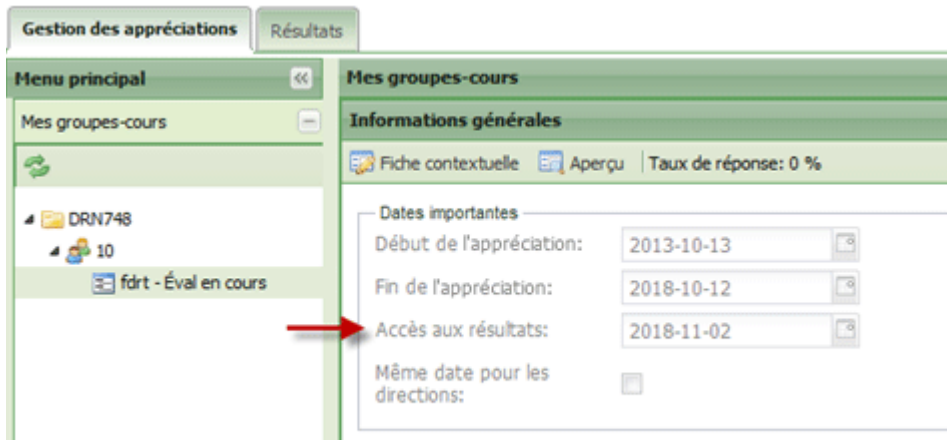 Gestion des appréciations
Résultats
Menu principal
Mes groupes-cours
DRN748
10
fdrt - Éval en cours
Mes groupes-cours
Informations générales
Fiche contextuelle Aperçu Taux de réponse: 0 %
Dates importantes
Début de l'appréciation: 2013-10-13
Fin de l'appréciation: 2018-10-12
Accès aux résultats: 2018-11-02
Même date pour les
directions: